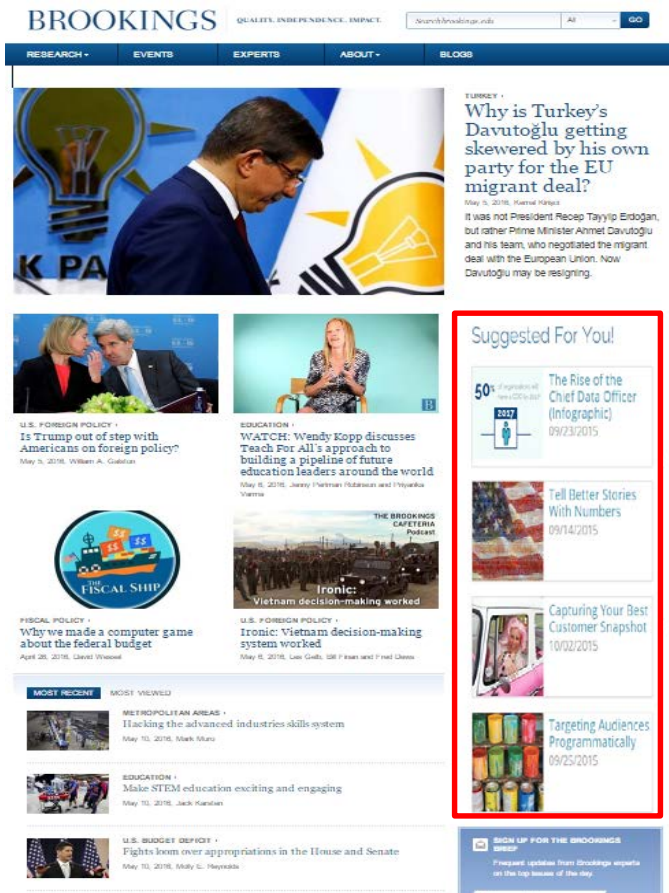 BROOKINGS
QUALITY. INDEPENDENCE. IMPACT.
Search brookings.edu
All
GO
RESEARCH
EVENTS
EXPERTS
ABOUT
BLOGS
K PA
TURKEY ›
Why is Turkey's
Davutoğlu getting
skewered by his own
party for the EU
migrant deal?
May 5, 2016, Kemal Kirişci
It was not President Recep Tayyip Erdoğan,
but rather Prime Minister Ahmet Davutoğlu
and his team, who negotiated the migrant
deal with the European Union. Now
Davutoğlu may be resigning.
U.S. FOREIGN POLICY ›
Is Trump out of step with
Americans on foreign policy?
May 5, 2016, William A. Galston
B
EDUCATION ›
WATCH: Wendy Kopp discusses
Teach For All's approach to
building a pipeline of future
education leaders around the world
May 6, 2016, Jenny Perlman Robinson and Priyanka
Varma
$$ $$
THE
FISCAL SHIP
FISCAL POLICY ›
Why we made a computer game
about the federal budget
April 26, 2016, David Wessel
THE BROOKINGS
CAFETERIA
Podcast
Ironic:
Vietnam decision-making worked
U.S. FOREIGN POLICY ›
Ironic: Vietnam decision-making
system worked
May 6, 2016, Les Gelb, Bill Finan and Fred Dews
Suggested For You!
50% of organizations will
have a CDO by 2017
2017
The Rise of the
Chief Data Officer
(Infographic)
09/23/2015
Tell Better Stories
With Numbers
09/14/2015
Capturing Your Best
Customer Snapshot
10/02/2015
Targeting Audiences
Programmatically
09/25/2015
MOST RECENT
MOST VIEWED
METROPOLITAN AREAS ›
Hacking the advanced industries skills system
May 10, 2016, Mark Muro
EDUCATION ›
Make STEM education exciting and engaging
May 10, 2016, Jack Karsten
U.S. BUDGET DEFICIT ›
Fights loom over appropriations in the House and Senate
May 10, 2016, Molly E. Reynolds
SIGN UP FOR THE BROOKINGS
BRIEF
Frequent updates from Brookings experts
on the top issues of the day.